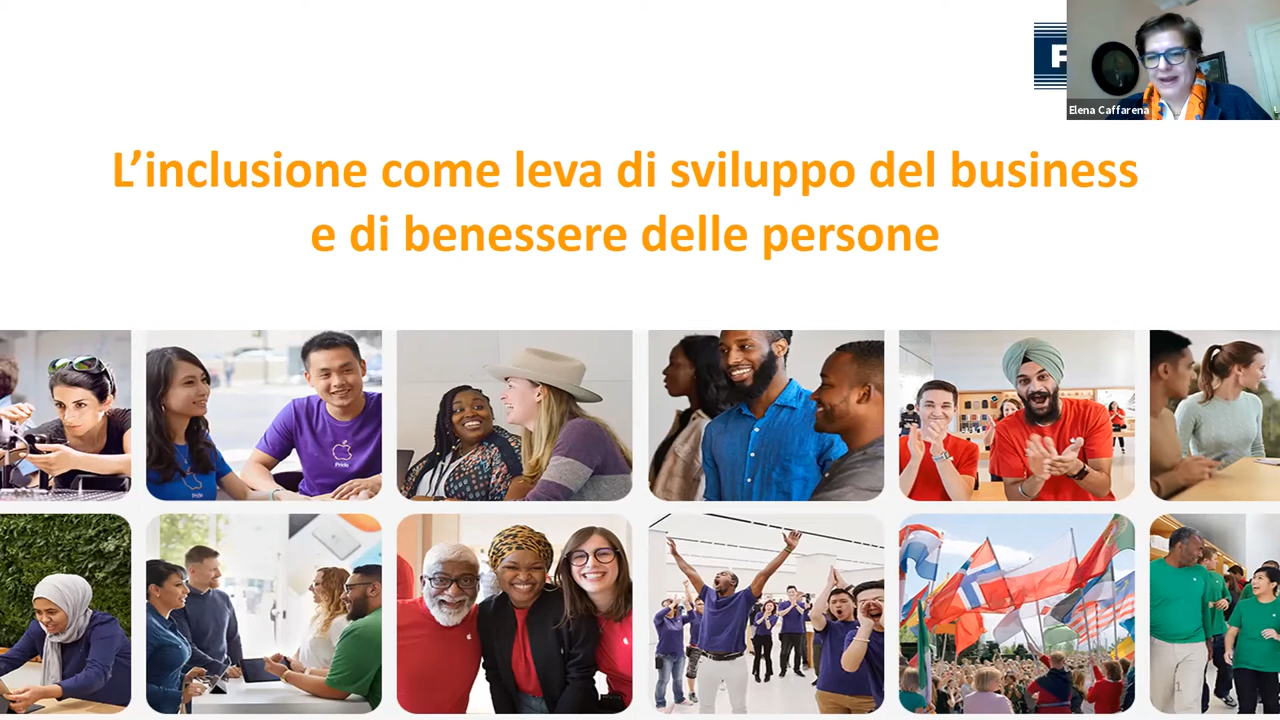 Elena Caffarena
L'inclusione come leva di sviluppo del business
e di benessere delle persone
Pride